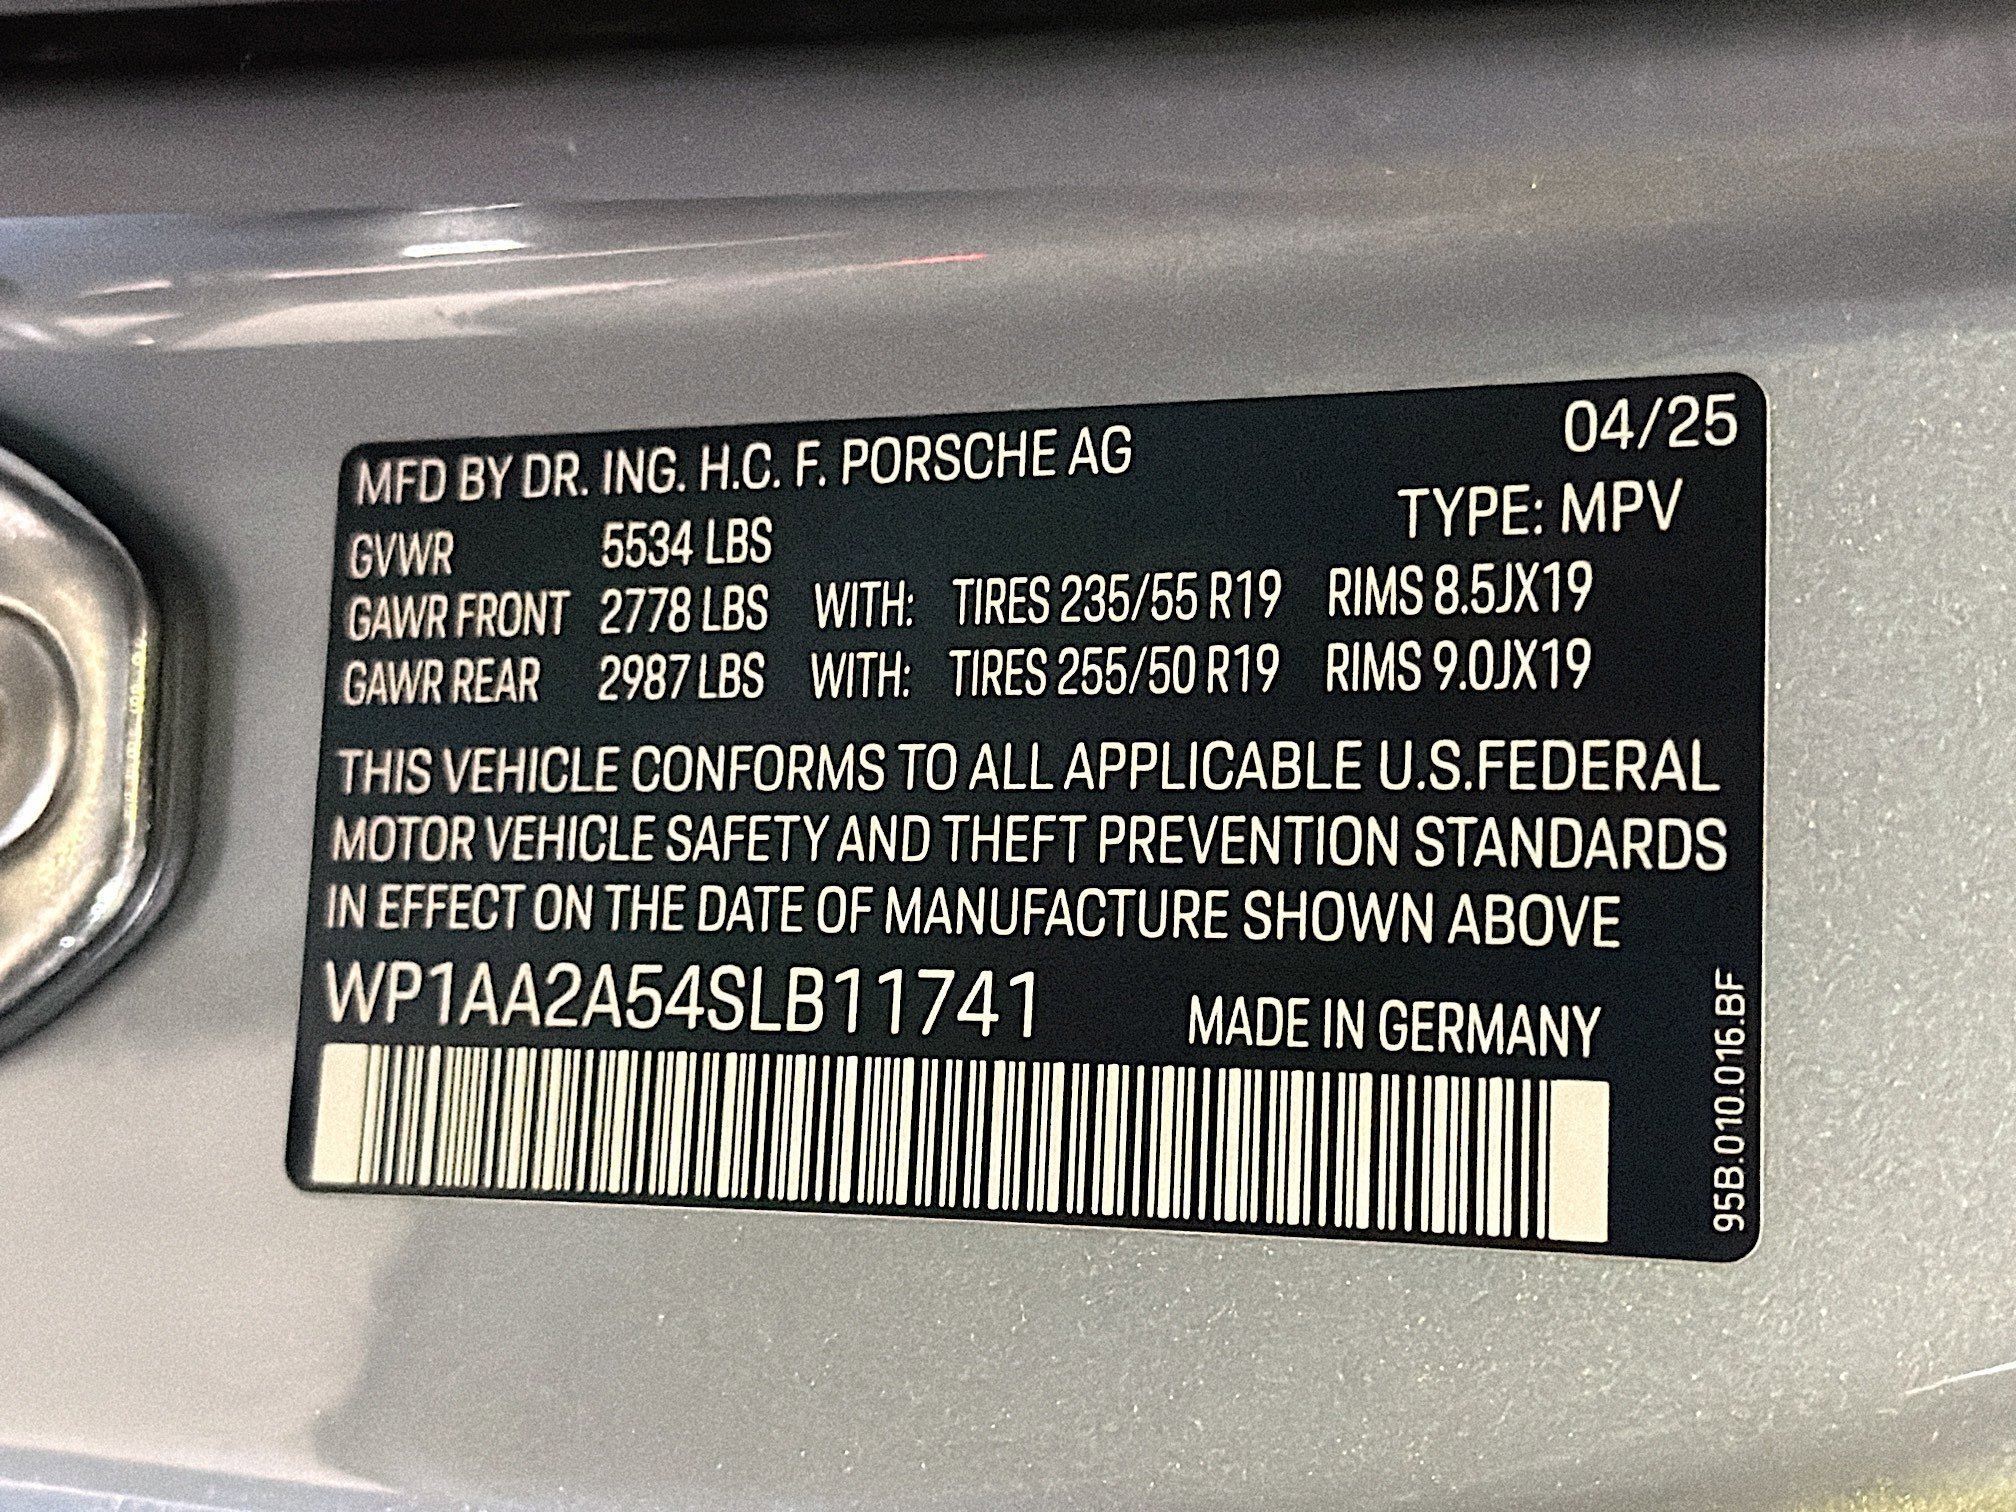 MFD BY DR. ING. H.C. F. PORSCHE AG 04/25
TYPE: MPV
GVWR 5534 LBS
GAWR FRONT 2778 LBS WITH: TIRES 235/55 R19 RIMS 8.5JX19
GAWR REAR 2987 LBS WITH: TIRES 255/50 R19 RIMS 9.0JX19
THIS VEHICLE CONFORMS TO ALL APPLICABLE U.S.FEDERAL
MOTOR VEHICLE SAFETY AND THEFT PREVENTION STANDARDS
IN EFFECT ON THE DATE OF MANUFACTURE SHOWN ABOVE
WP1AA2A54SLB11741 MADE IN GERMANY
95B.010.016.BF